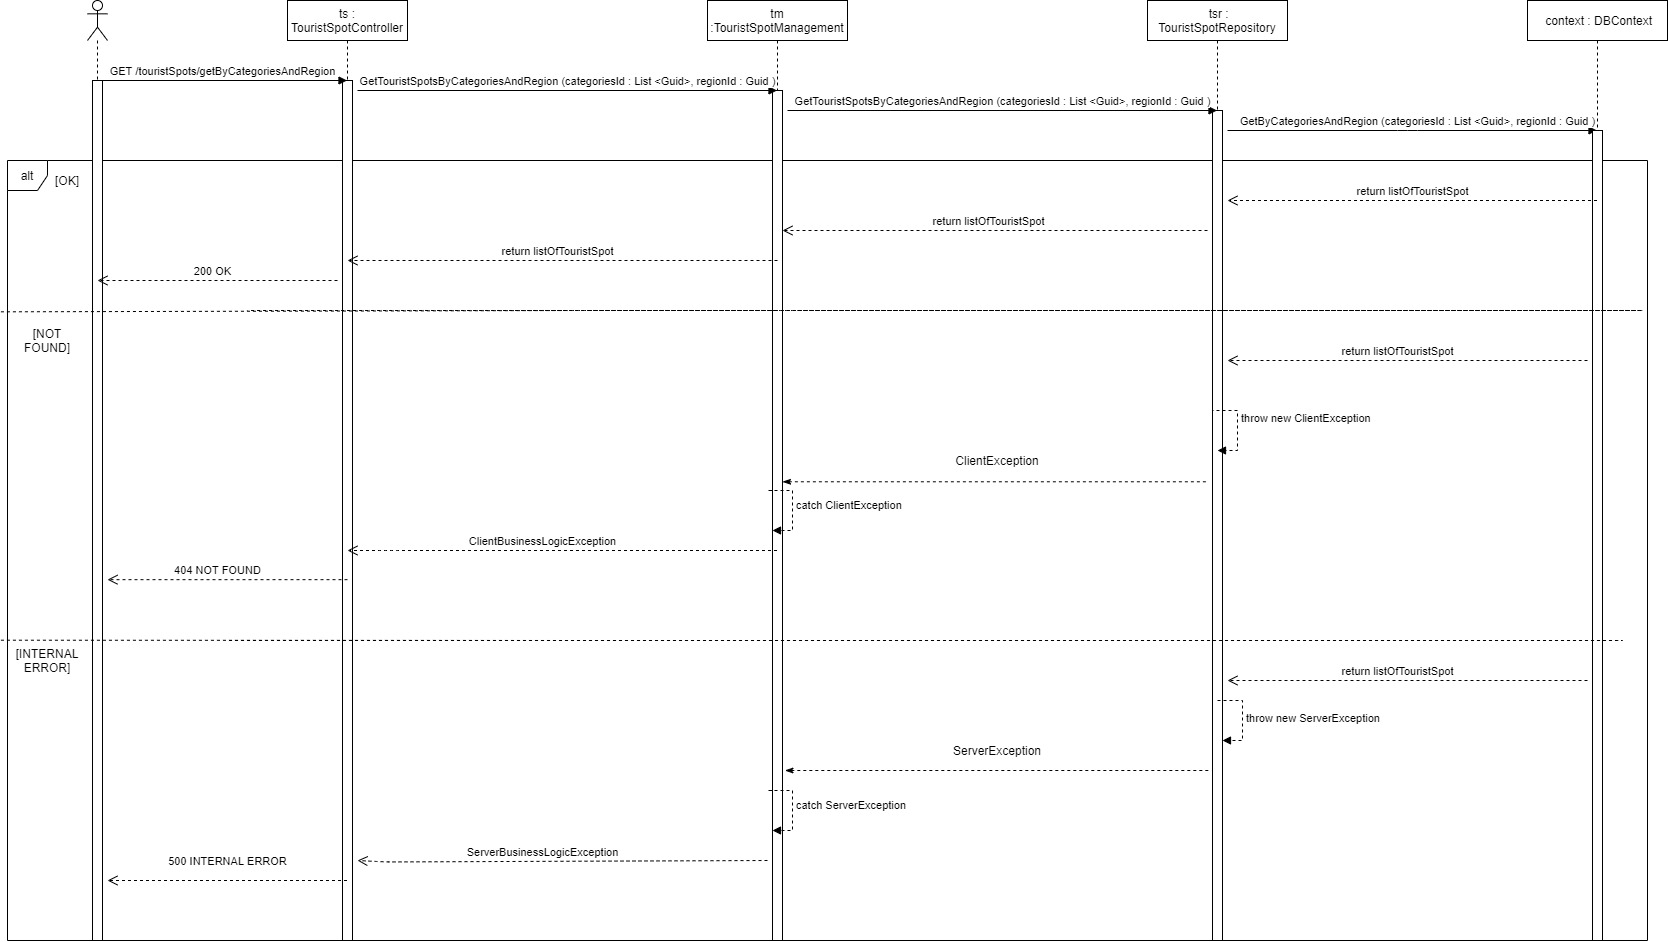 ts :
TouristSpotController
tm
:TouristSpotManagement
tsr :
TouristSpotRepository
context : DBContext
GET /touristSpots/getByCategoriesAndRegion
GetTouristSpotsByCategoriesAndRegion (categoriesId : List <Guid>, regionId : Guid )
GetTouristSpotsByCategoriesAndRegion (categoriesId : List <Guid>, regionId : Guid )
GetByCategoriesAndRegion (categoriesId : List <Guid>, regionId : Guid )
alt
[OK]
return listOfTouristSpot
return listOfTouristSpot
return listOfTouristSpot
200 OK
[NOT
FOUND]
return listOfTouristSpot
throw new ClientException
ClientException
catch ClientException
ClientBusinessLogicException
404 NOT FOUND
[INTERNAL
ERROR]
return listOfTouristSpot
throw new ServerException
ServerException
catch ServerException
ServerBusinessLogicException
500 INTERNAL ERROR